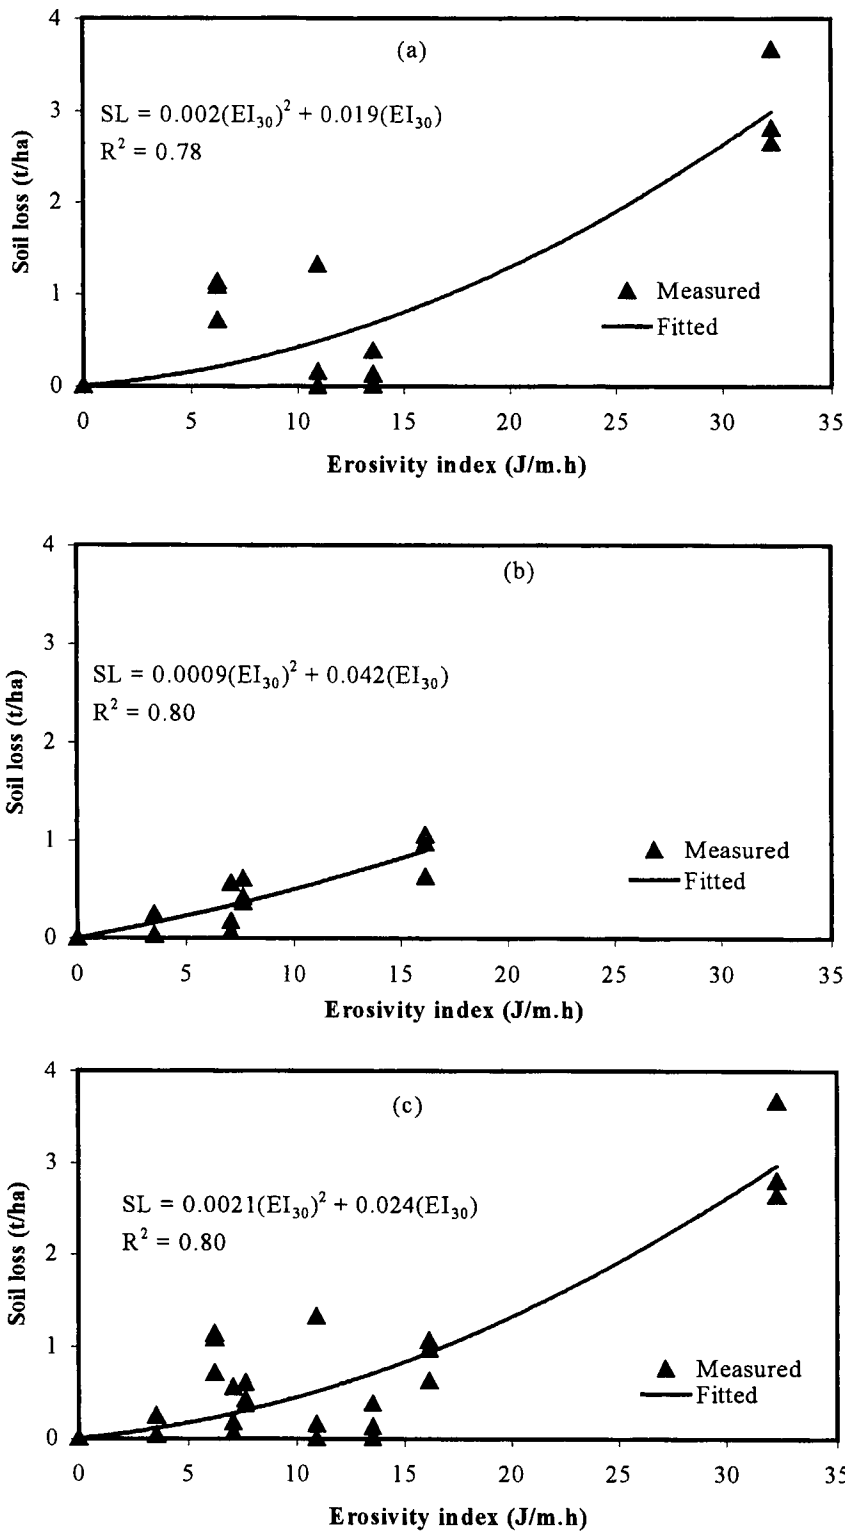 (a)
SL = 0.002(EI₃₀)² + 0.019(EI₃₀)
R² = 0.78
Soil loss (t/ha)
4
3
2
1
0
Measured
Fitted
0 5 10 15 20 25 30 35
Erosivity index (J/m.h)
(b)
SL = 0.0009(EI₃₀)² + 0.042(EI₃₀)
R² = 0.80
Soil loss (t/ha)
4
3
2
1
0
Measured
Fitted
0 5 10 15 20 25 30 35
Erosivity index (J/m.h)
(c)
SL = 0.0021(EI₃₀)² + 0.024(EI₃₀)
R² = 0.80
Soil loss (t/ha)
4
3
2
1
0
Measured
Fitted
0 5 10 15 20 25 30 35
Erosivity index (J/m.h)